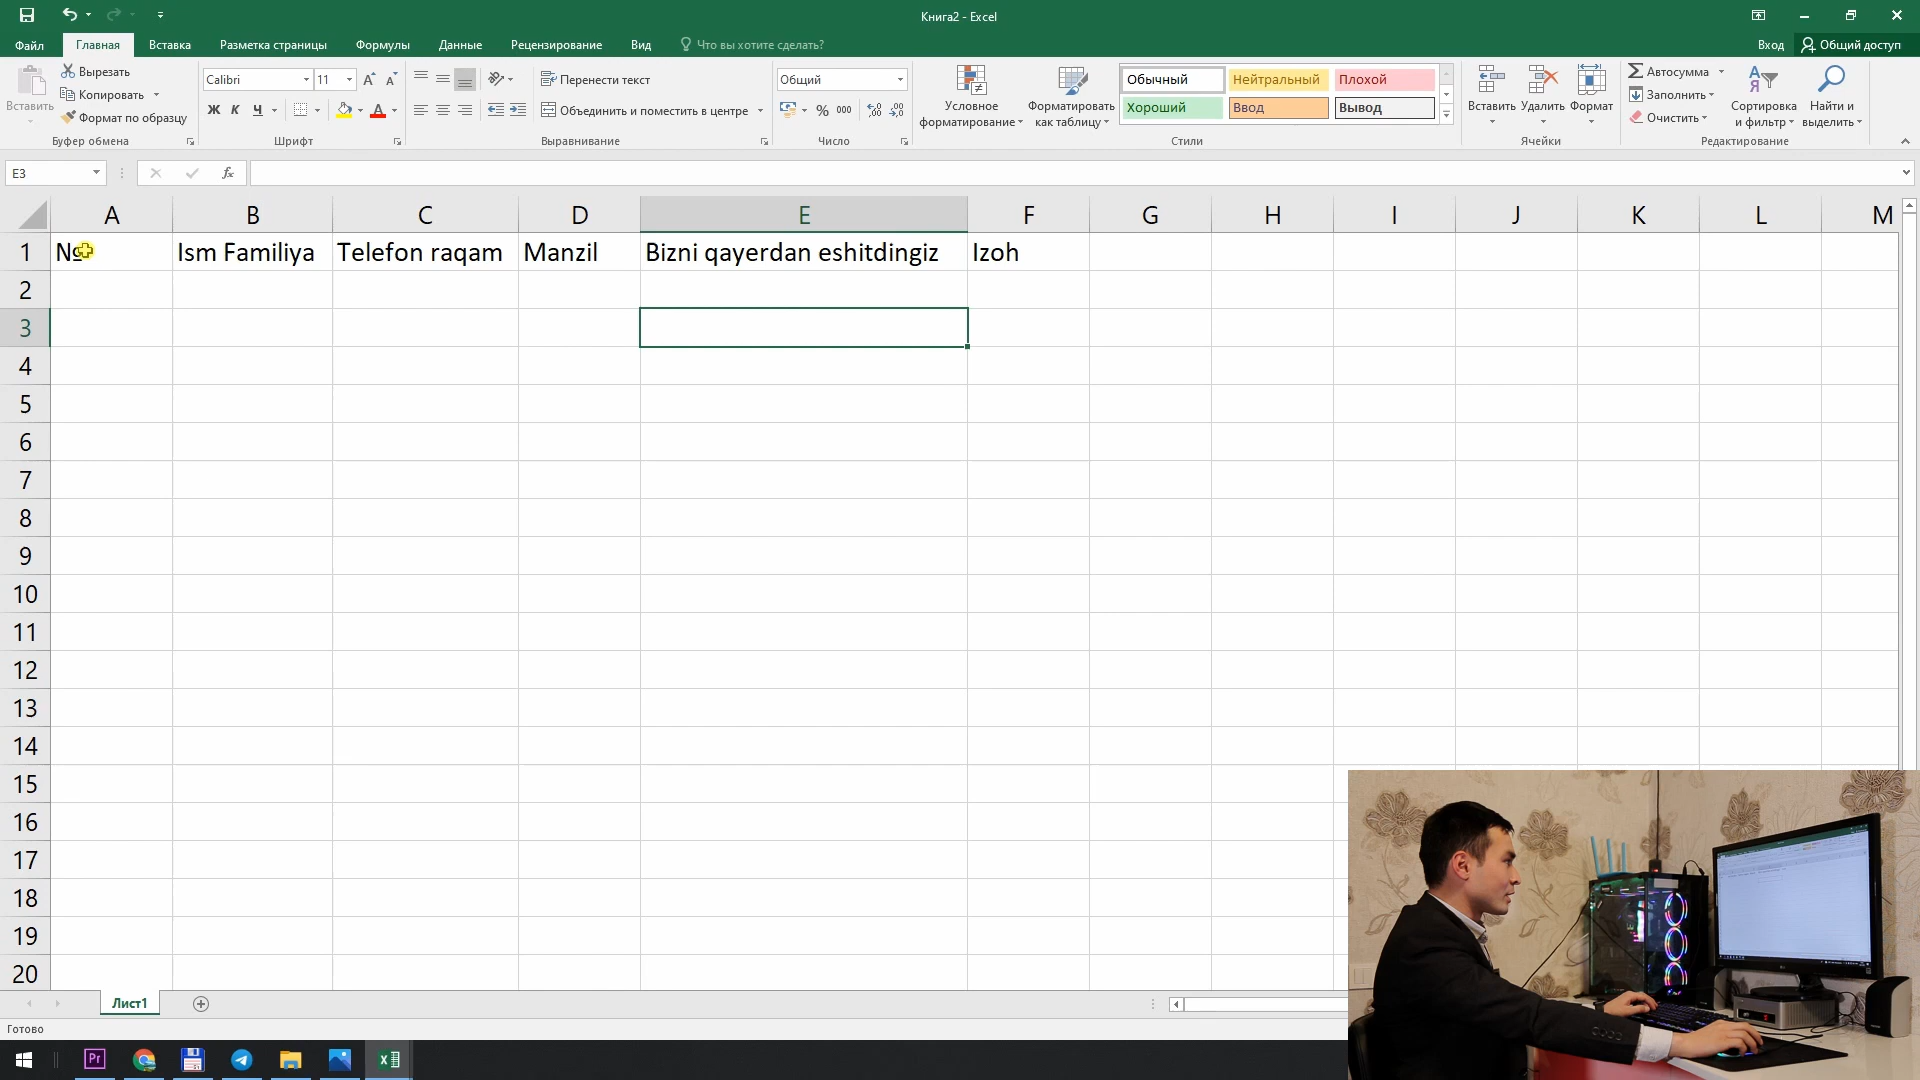 Книга2 - Excel
Файл Главная Вставка Разметка страницы Формулы Данные Рецензирование Вид Что вы хотите сделать? Вход Общий доступ
Вставить
Вырезать
Копировать
Формат по образцу
Буфер обмена
Calibri 11
Ж К Ч
Шрифт
Перенести текст
Объединить и поместить в центре
Выравнивание
Общий
% 000
Число
Условное форматирование
Форматировать как таблицу
Обычный Нейтральный Плохой
Хороший Ввод Вывод
Стили
Вставить Удалить Формат
Ячейки
Автосумма
Заполнить
Очистить
Сортировка и фильтр
Найти и выделить
Редактирование
E3 fx
A B C D E F G H I J K L M
1 № Ism Familiya Telefon raqam Manzil Bizni qayerdan eshitdingiz Izoh
2
3
4
5
6
7
8
9
10
11
12
13
14
15
16
17
18
19
20
Лист1
Готово
Pr